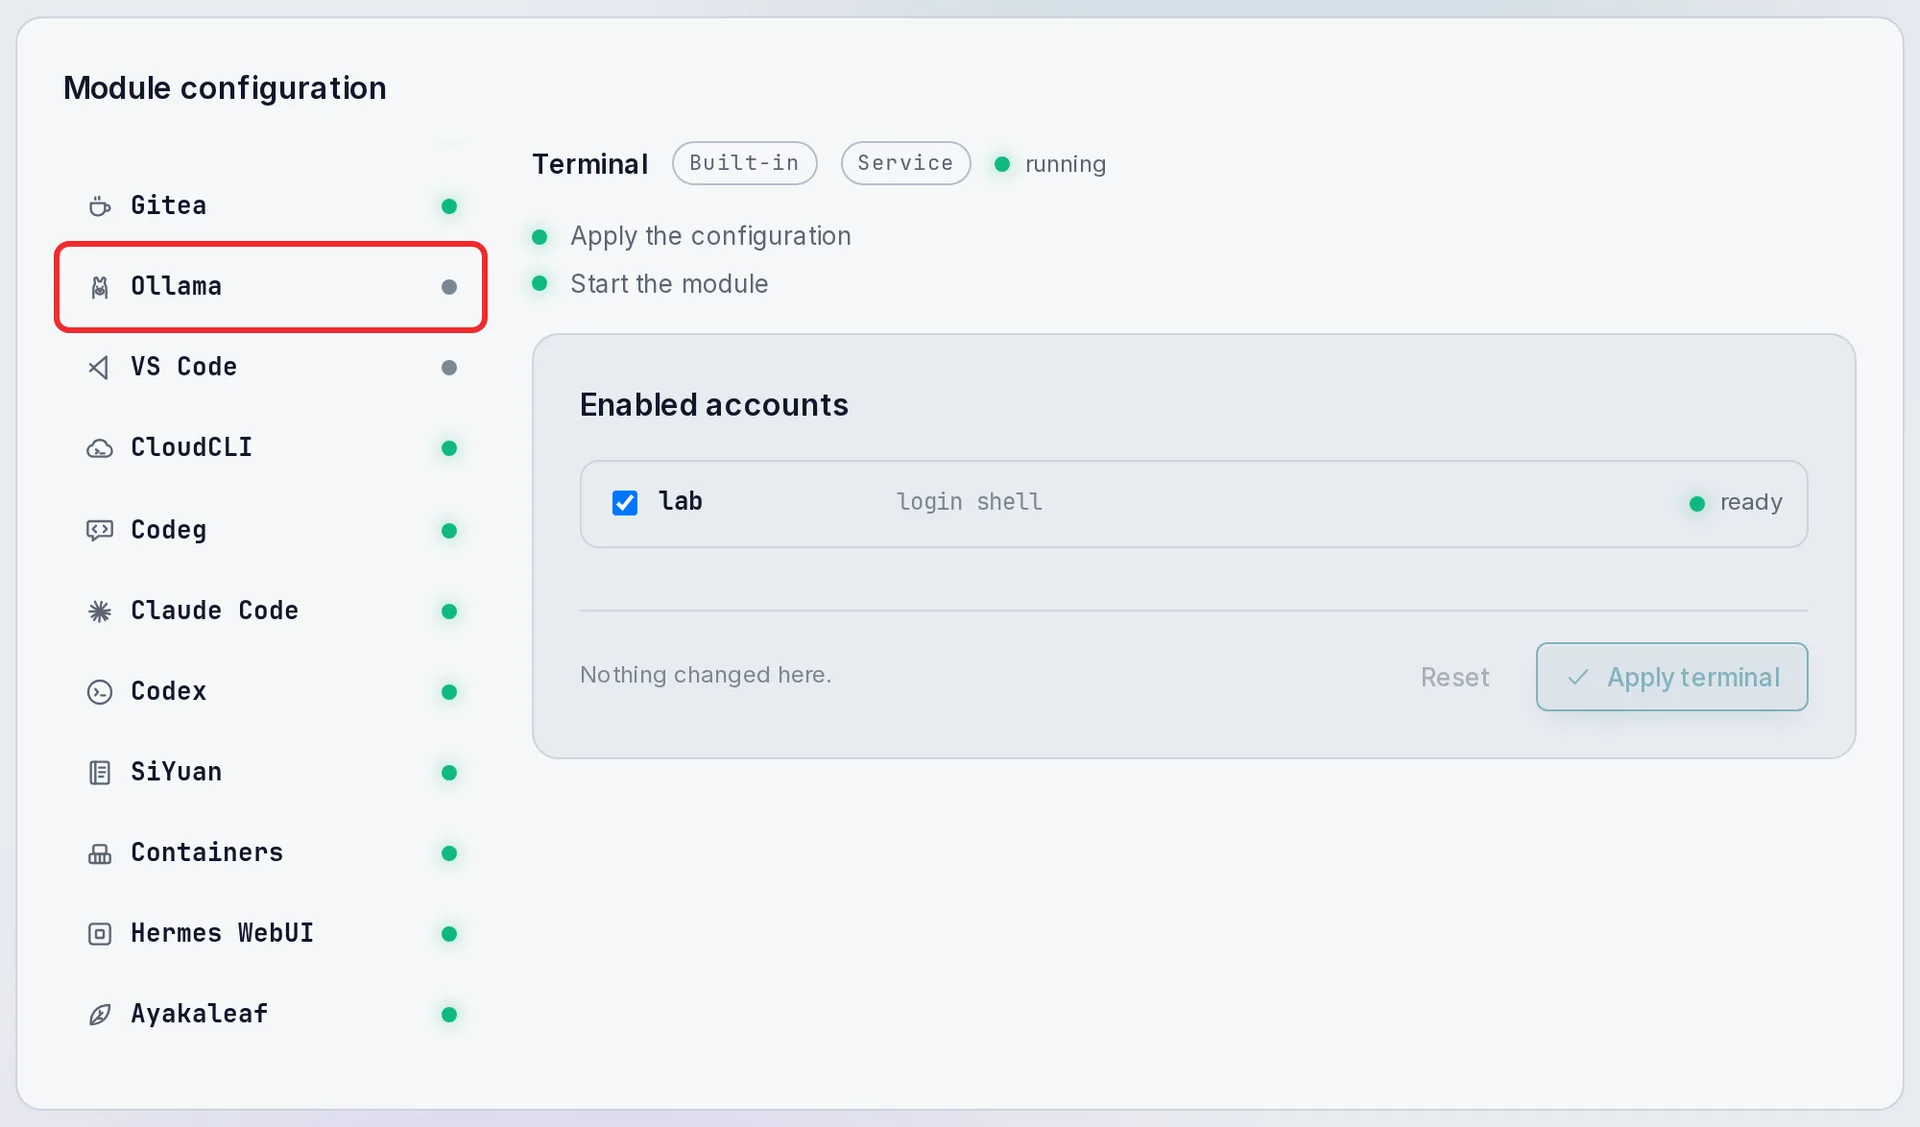 Module configuration
Gitea
Ollama
VS Code
CloudCLI
Codeg
Claude Code
Codex
SiYuan
Containers
Hermes WebUI
Ayakaleaf
Terminal Built-in Service running
Apply the configuration
Start the module
Enabled accounts
lab login shell ready
Nothing changed here. Reset Apply terminal